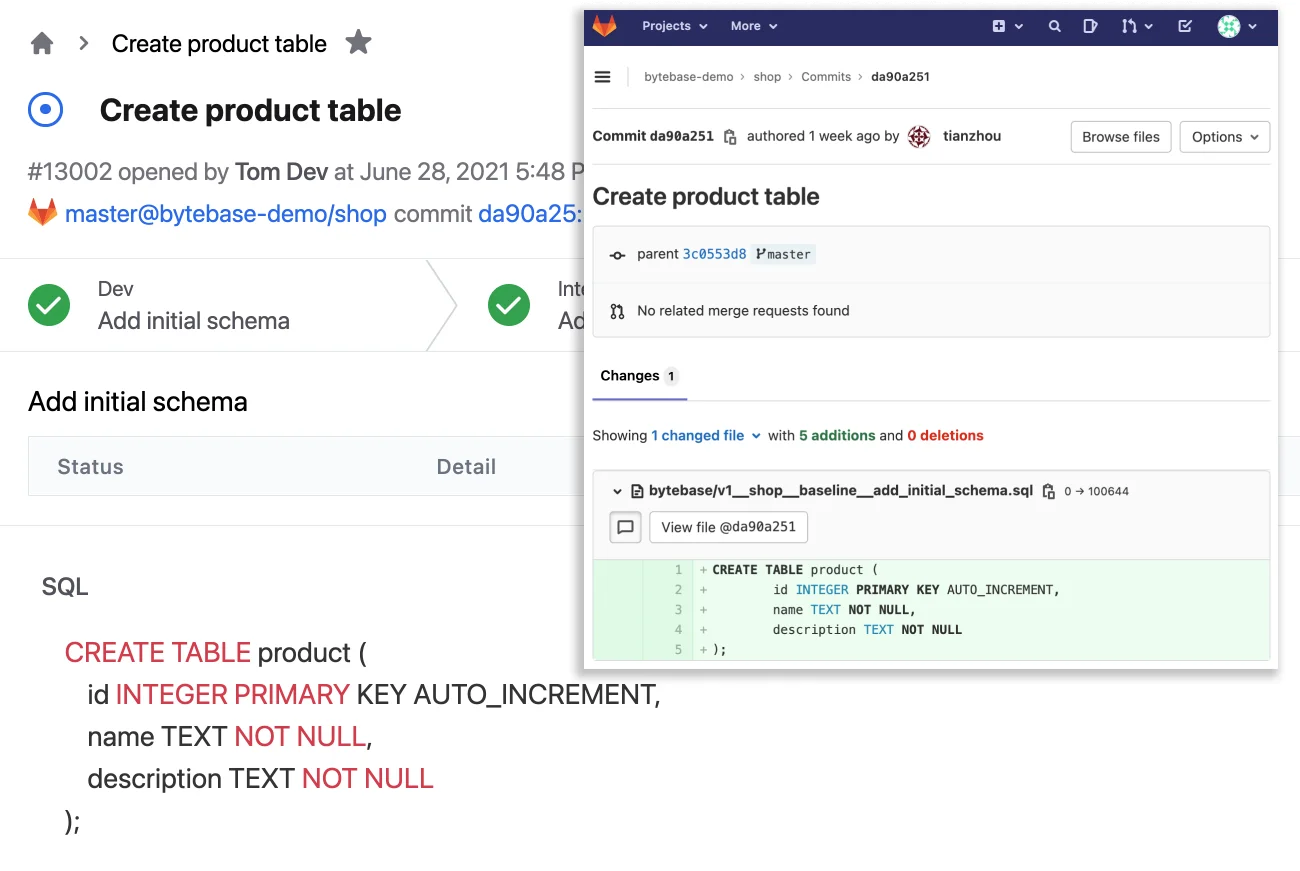 Create product table
Create product table
#13002 opened by Tom Dev at June 28, 2021 5:48 P
master@bytebase-demo/shop commit da90a25:
Dev
Add initial schema
Add initial schema
Status Detail
SQL
CREATE TABLE product (
id INTEGER PRIMARY KEY AUTO_INCREMENT,
name TEXT NOT NULL,
description TEXT NOT NULL
);
Projects More
bytebase-demo › shop › Commits › da90a251
Commit da90a251 authored 1 week ago by tianzhou Browse files Options
Create product table
parent 3c0553d8 master
No related merge requests found
Changes 1
Showing 1 changed file with 5 additions and 0 deletions
bytebase/v1__shop__baseline__add_initial_schema.sql 0 → 100644
View file @da90a251
1 + CREATE TABLE product (
2 + id INTEGER PRIMARY KEY AUTO_INCREMENT,
3 + name TEXT NOT NULL,
4 + description TEXT NOT NULL
5 + );